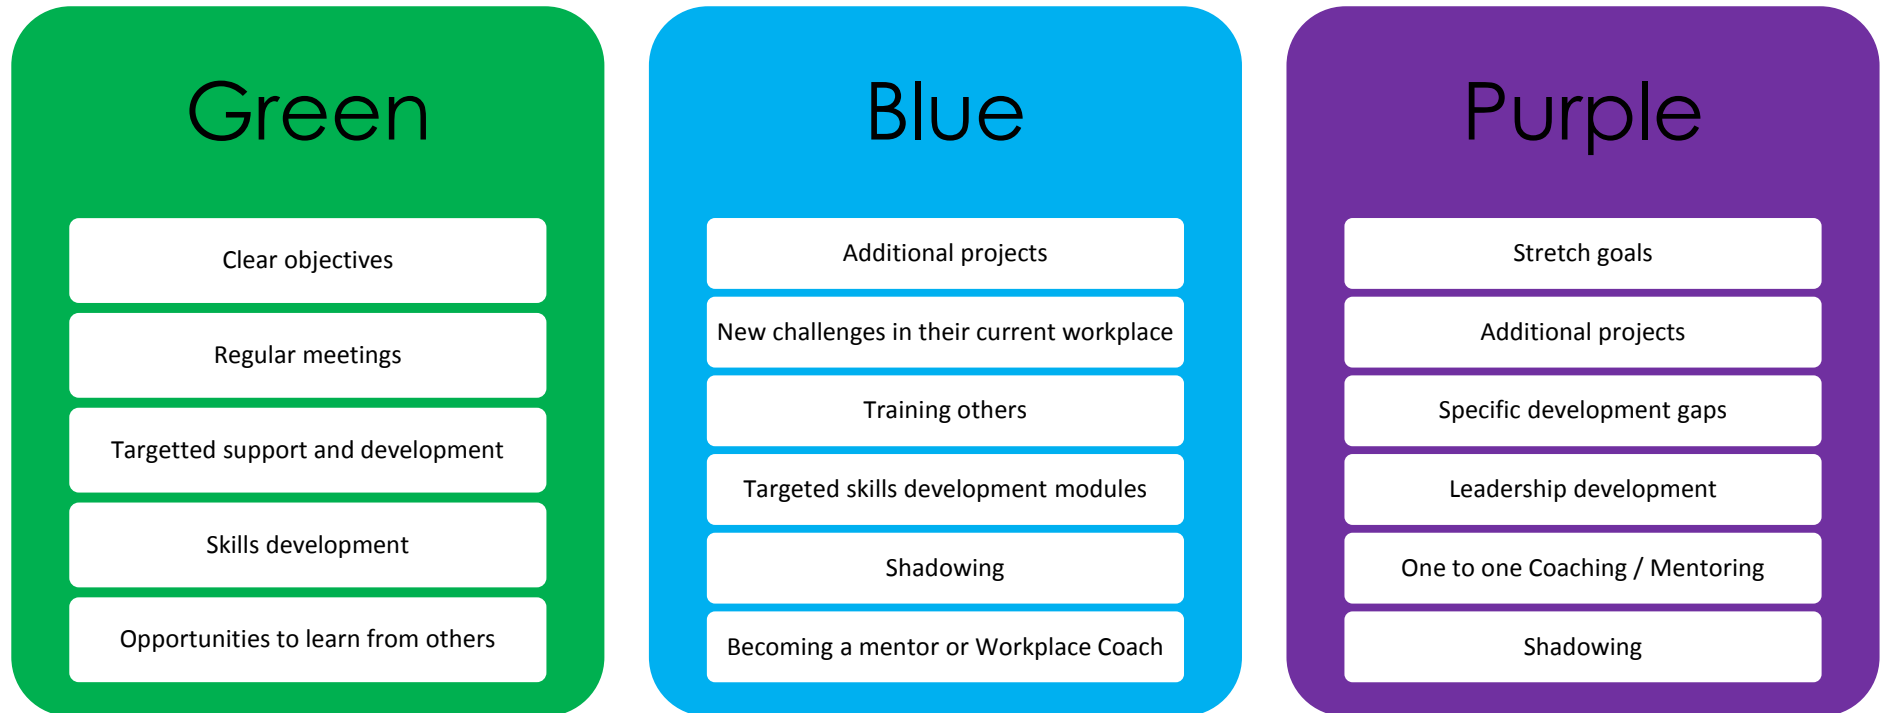 Green
Clear objectives
Regular meetings
Targetted support and development
Skills development
Opportunities to learn from others
Blue
Additional projects
New challenges in their current workplace
Training others
Targeted skills development modules
Shadowing
Becoming a mentor or Workplace Coach
Purple
Stretch goals
Additional projects
Specific development gaps
Leadership development
One to one Coaching / Mentoring
Shadowing